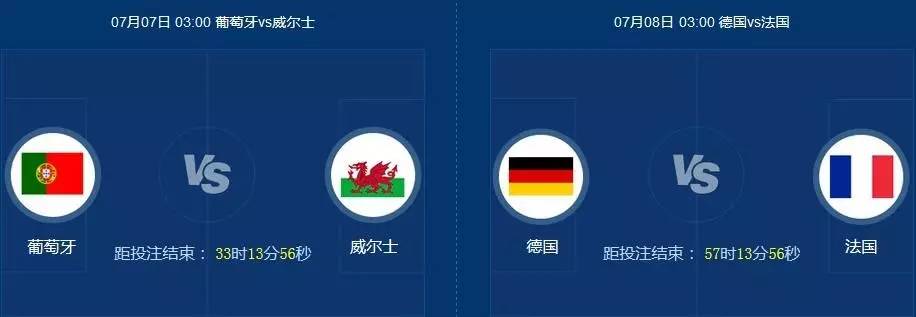 07月07日 03:00 葡萄牙vs威尔士
VS
葡萄牙
距投注结束： 33时13分56秒
威尔士
07月08日 03:00 德国vs法国
VS
德国
距投注结束： 57时13分56秒
法国